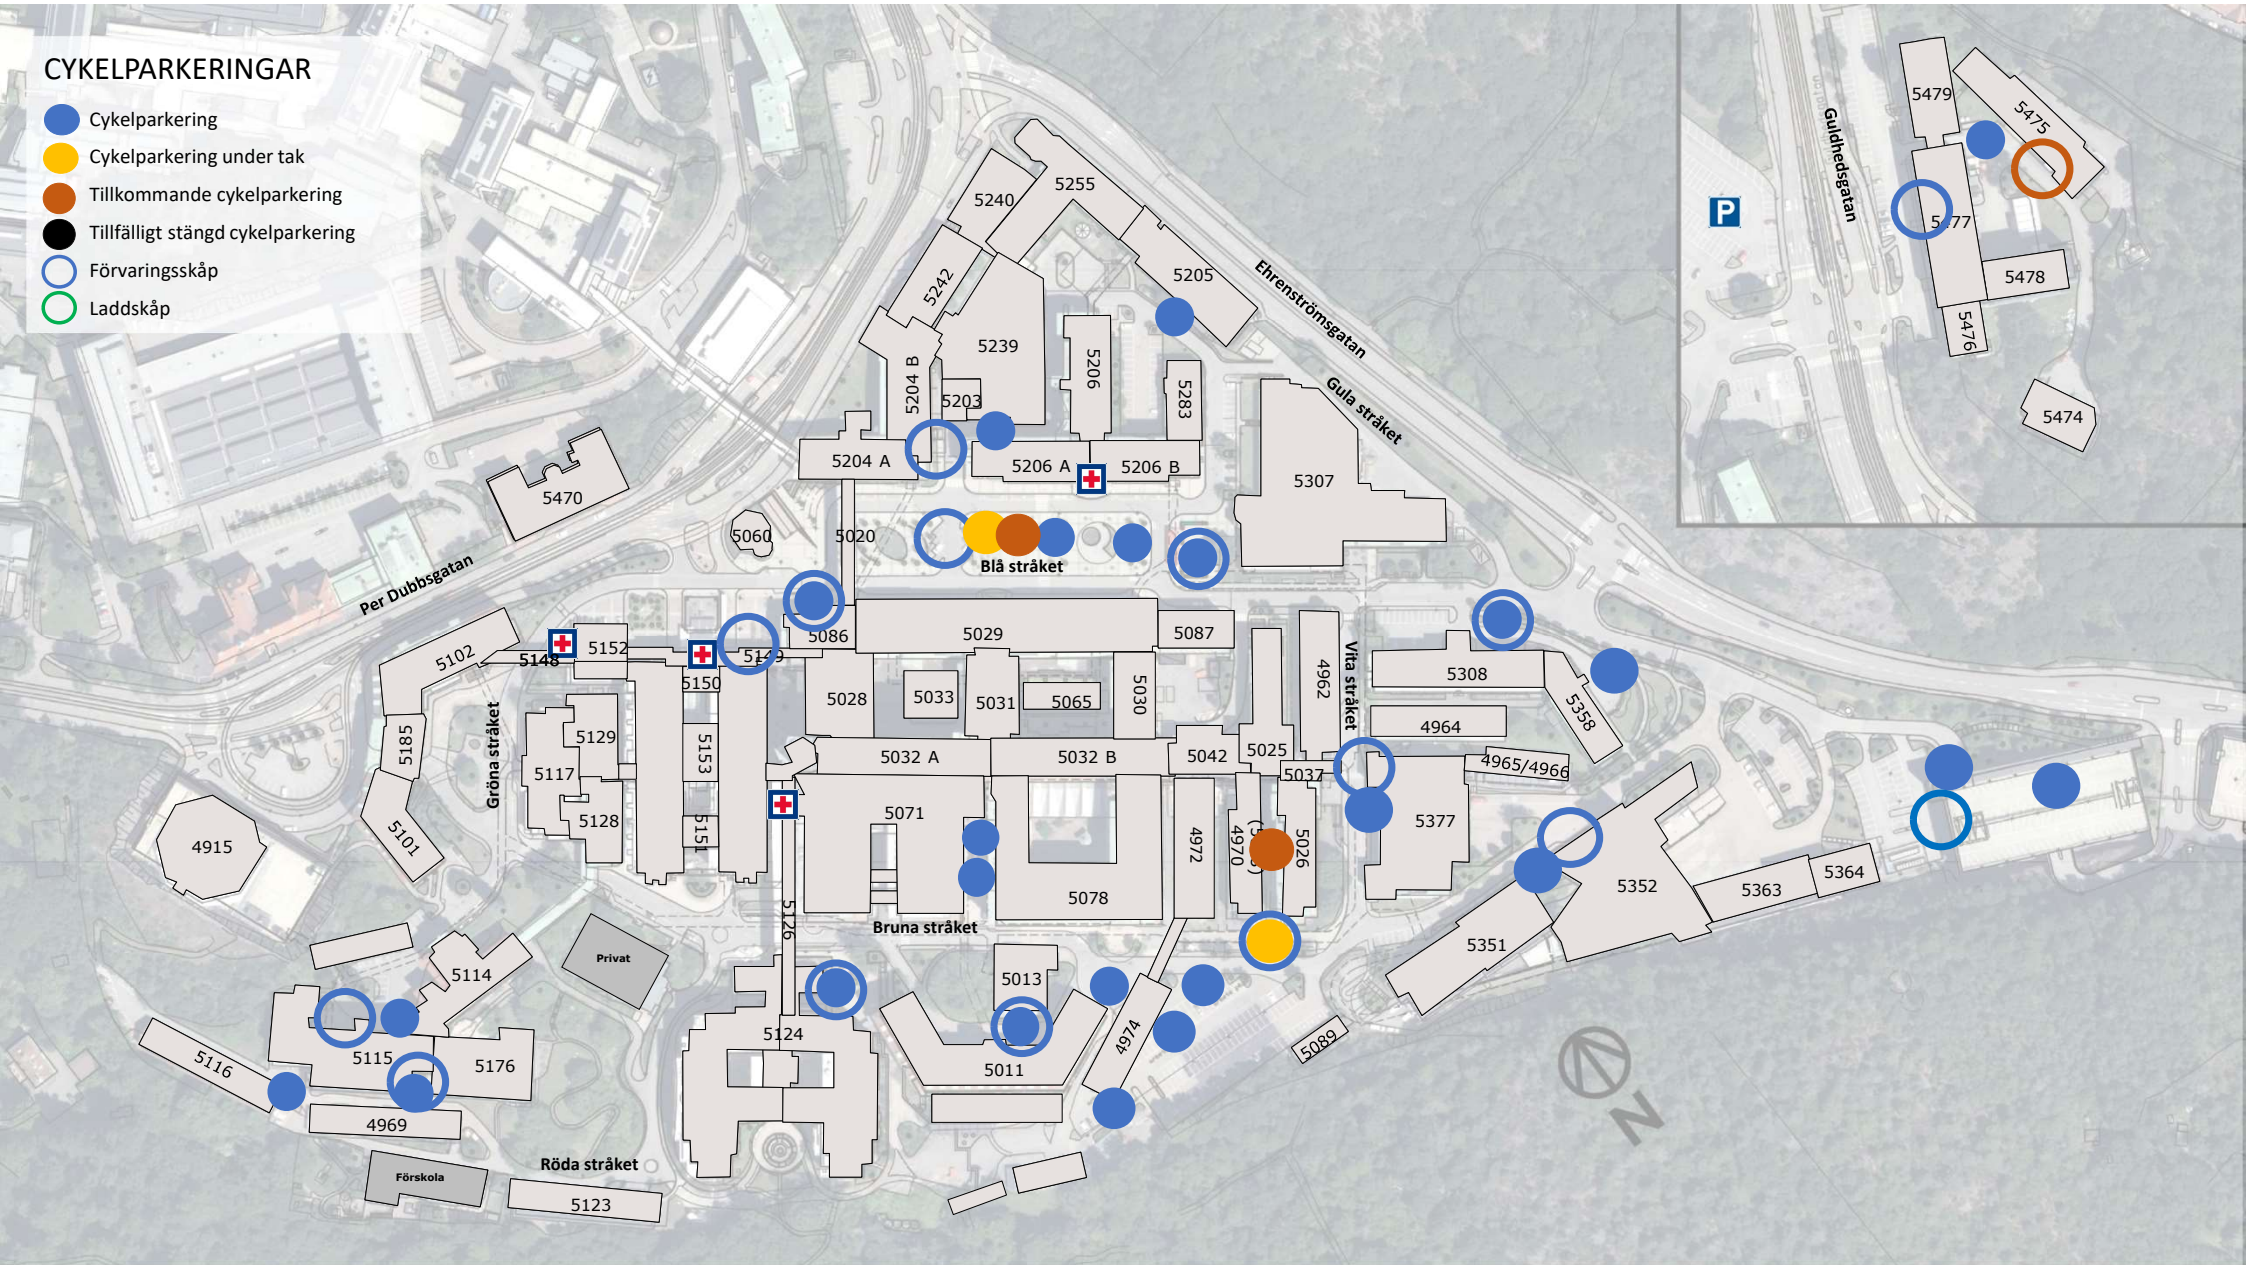 CYKELPARKERINGAR
Cykelparkering
Cykelparkering under tak
Tillkommande cykelparkering
Tillfälligt stängd cykelparkering
Förvaringsskåp
Laddskåp
5479
5475
Guldhedsgatan
P
5478
5476
5474
5255
5240
5205
5242
Ehrenströmsgatan
5239
5206
5204 B
5203
5283
Gula stråket
5204 A
5206 A
5206 B
5307
5470
5060
5020
Blå stråket
Per Dubbsgatan
5086
5029
5087
5102
5148
5152
5149
5150
5028
5033
5031
5065
5030
4962
Vita stråket
5308
5358
4964
5185
Gröna stråket
5129
5153
5117
5032 A
5032 B
5042
5025
5037
4965/4966
5128
5151
5101
4915
5071
5078
4972
4970
5026
5377
5352
5363
5364
5126
Bruna stråket
5351
Privat
5114
5013
5124
5115
5176
5116
4969
5011
4974
5089
N
Röda stråket
Förskola
5123